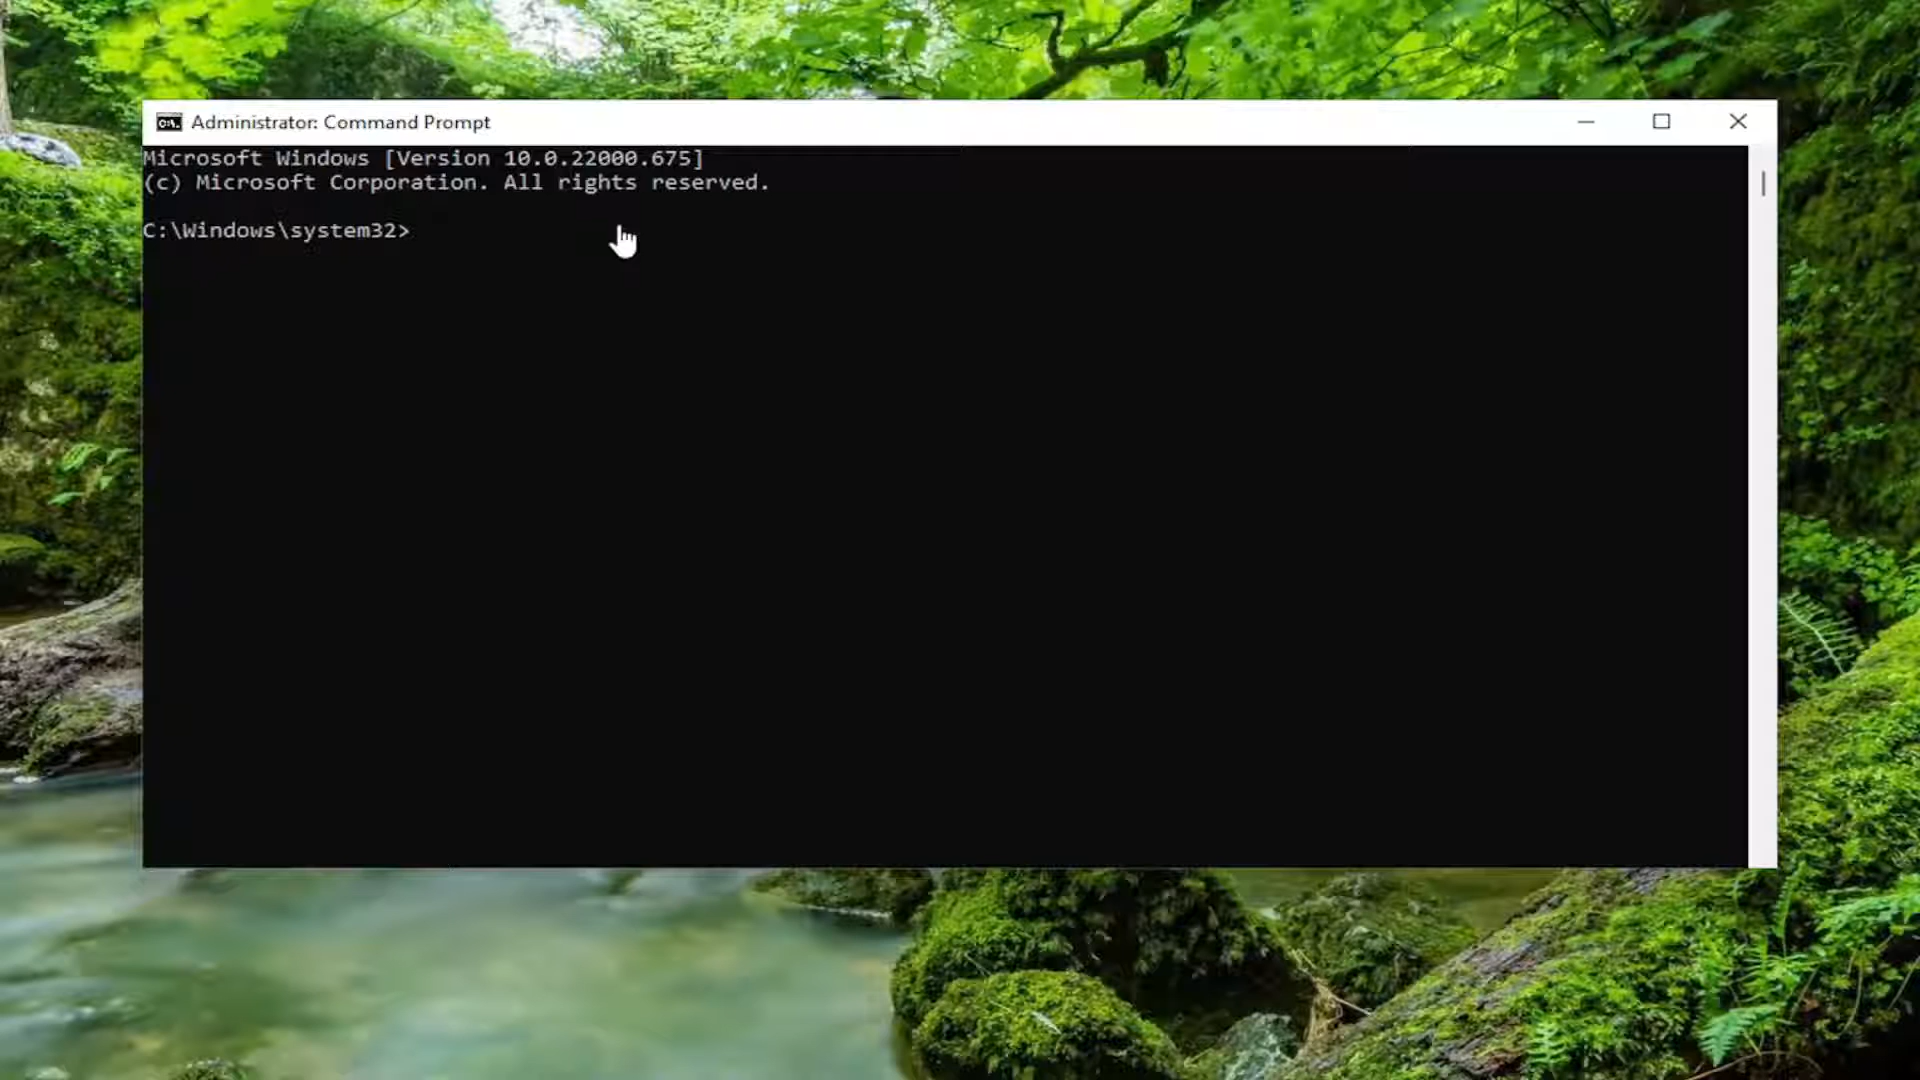 Administrator: Command Prompt
Microsoft Windows [Version 10.0.22000.675]
(c) Microsoft Corporation. All rights reserved.
C:\Windows\system32>